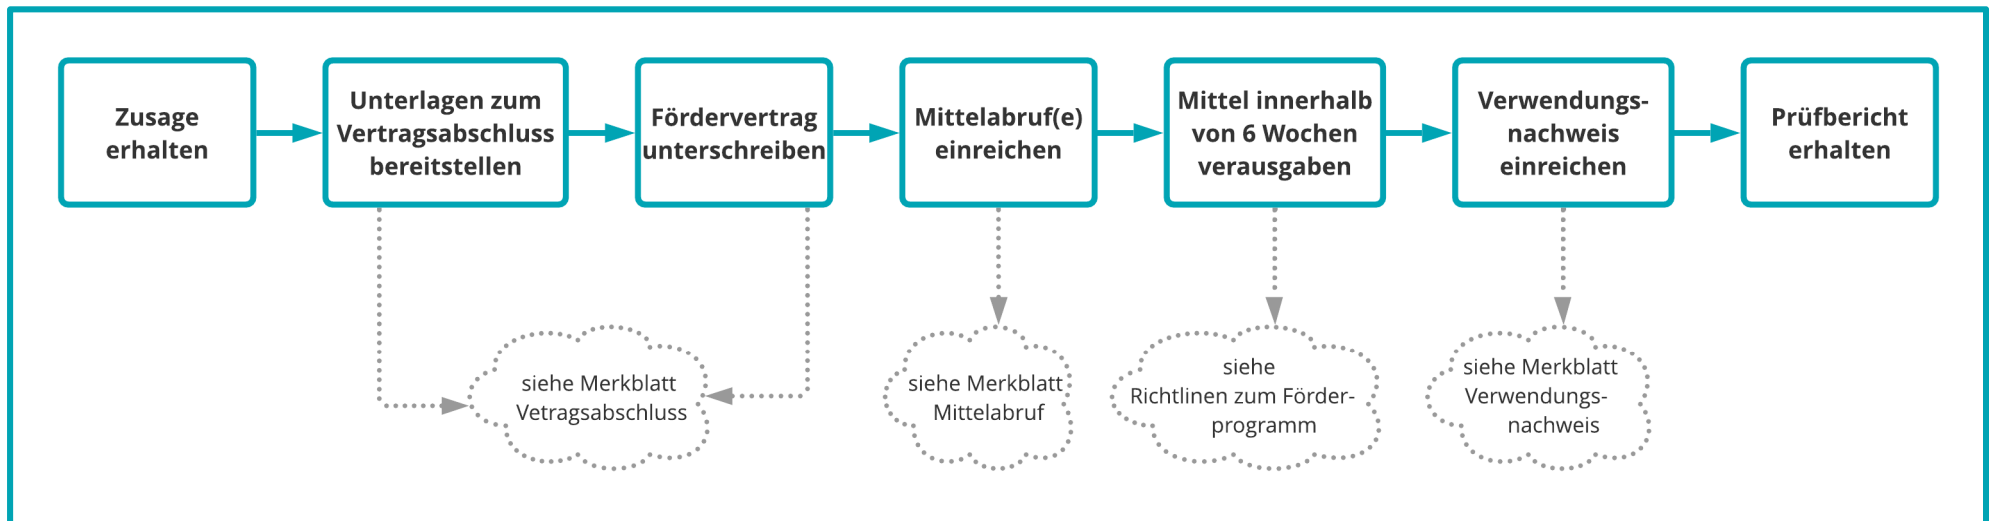 Zusage
erhalten
Unterlagen zum
Vertragsabschluss
bereitstellen
Fördervertrag
unterschreiben
Mittelabruf(e)
einreichen
Mittel innerhalb
von 6 Wochen
verausgaben
Verwendungs-
nachweis
einreichen
Prüfbericht
erhalten
siehe Merkblatt
Vetragsabschluss
siehe Merkblatt
Mittelabruf
siehe
Richtlinen zum Förder-
programm
siehe Merkblatt
Verwendungs-
nachweis